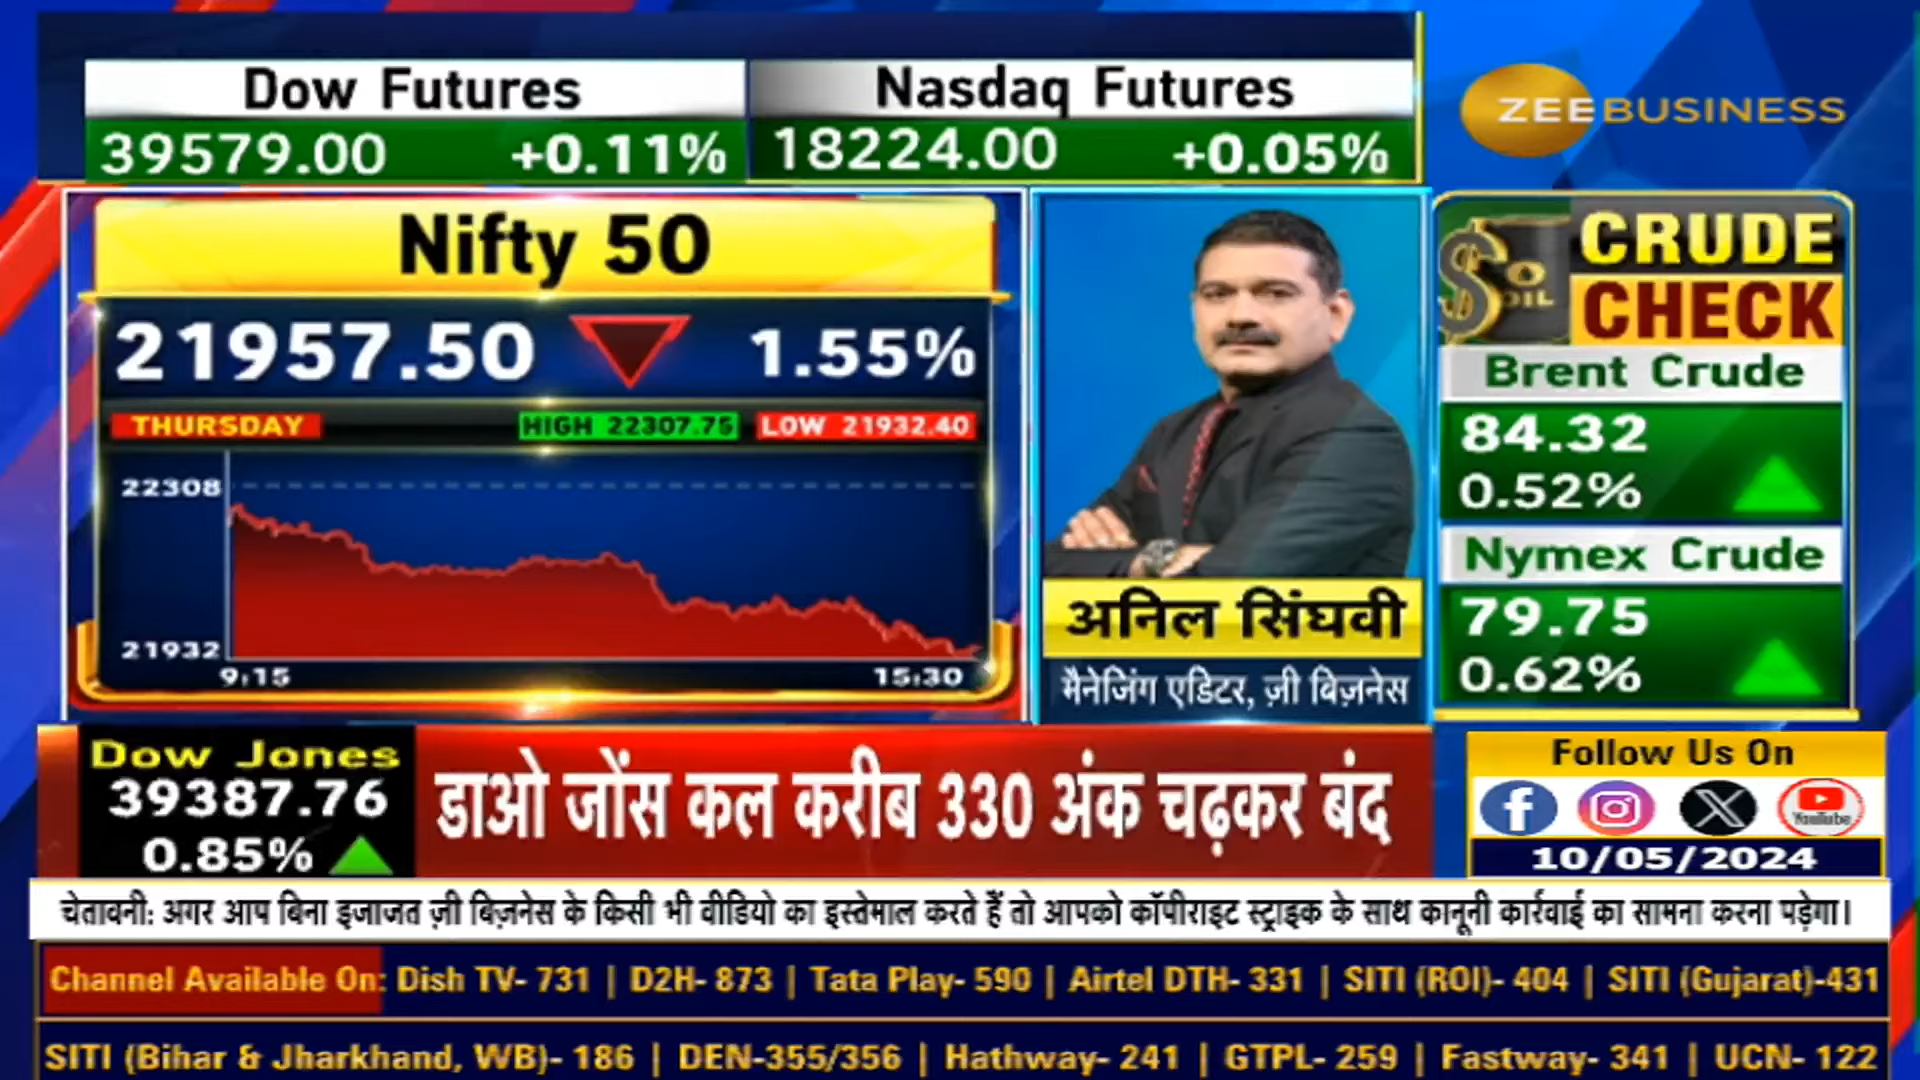 Dow Futures
39579.00 +0.11%
Nasdaq Futures
18224.00 +0.05%
ZEEBUSINESS
Nifty 50
21957.50 1.55%
THURSDAY HIGH 22307.75 LOW 21932.40
22308
21932
9:15 15:30
अनिल सिंघवी
मैनेजिंग एडिटर, ज़ी बिज़नेस
OIL
CRUDE
CHECK
Brent Crude
84.32
0.52%
Nymex Crude
79.75
0.62%
Dow Jones
39387.76
0.85%
डाओ जोंस कल करीब 330 अंक चढ़कर बंद
Follow Us On
YouTube
10/05/2024
चेतावनी: अगर आप बिना इजाजत ज़ी बिज़नेस के किसी भी वीडियो का इस्तेमाल करते हैं तो आपको कॉपीराइट स्ट्राइक के साथ कानूनी कार्रवाई का सामना करना पड़ेगा।
Channel Available On: Dish TV- 731 | D2H- 873 | Tata Play- 590 | Airtel DTH- 331 | SITI (ROI)- 404 | SITI (Gujarat)-431
SITI (Bihar & Jharkhand, WB)- 186 | DEN-355/356 | Hathway- 241 | GTPL- 259 | Fastway- 341 | UCN- 122